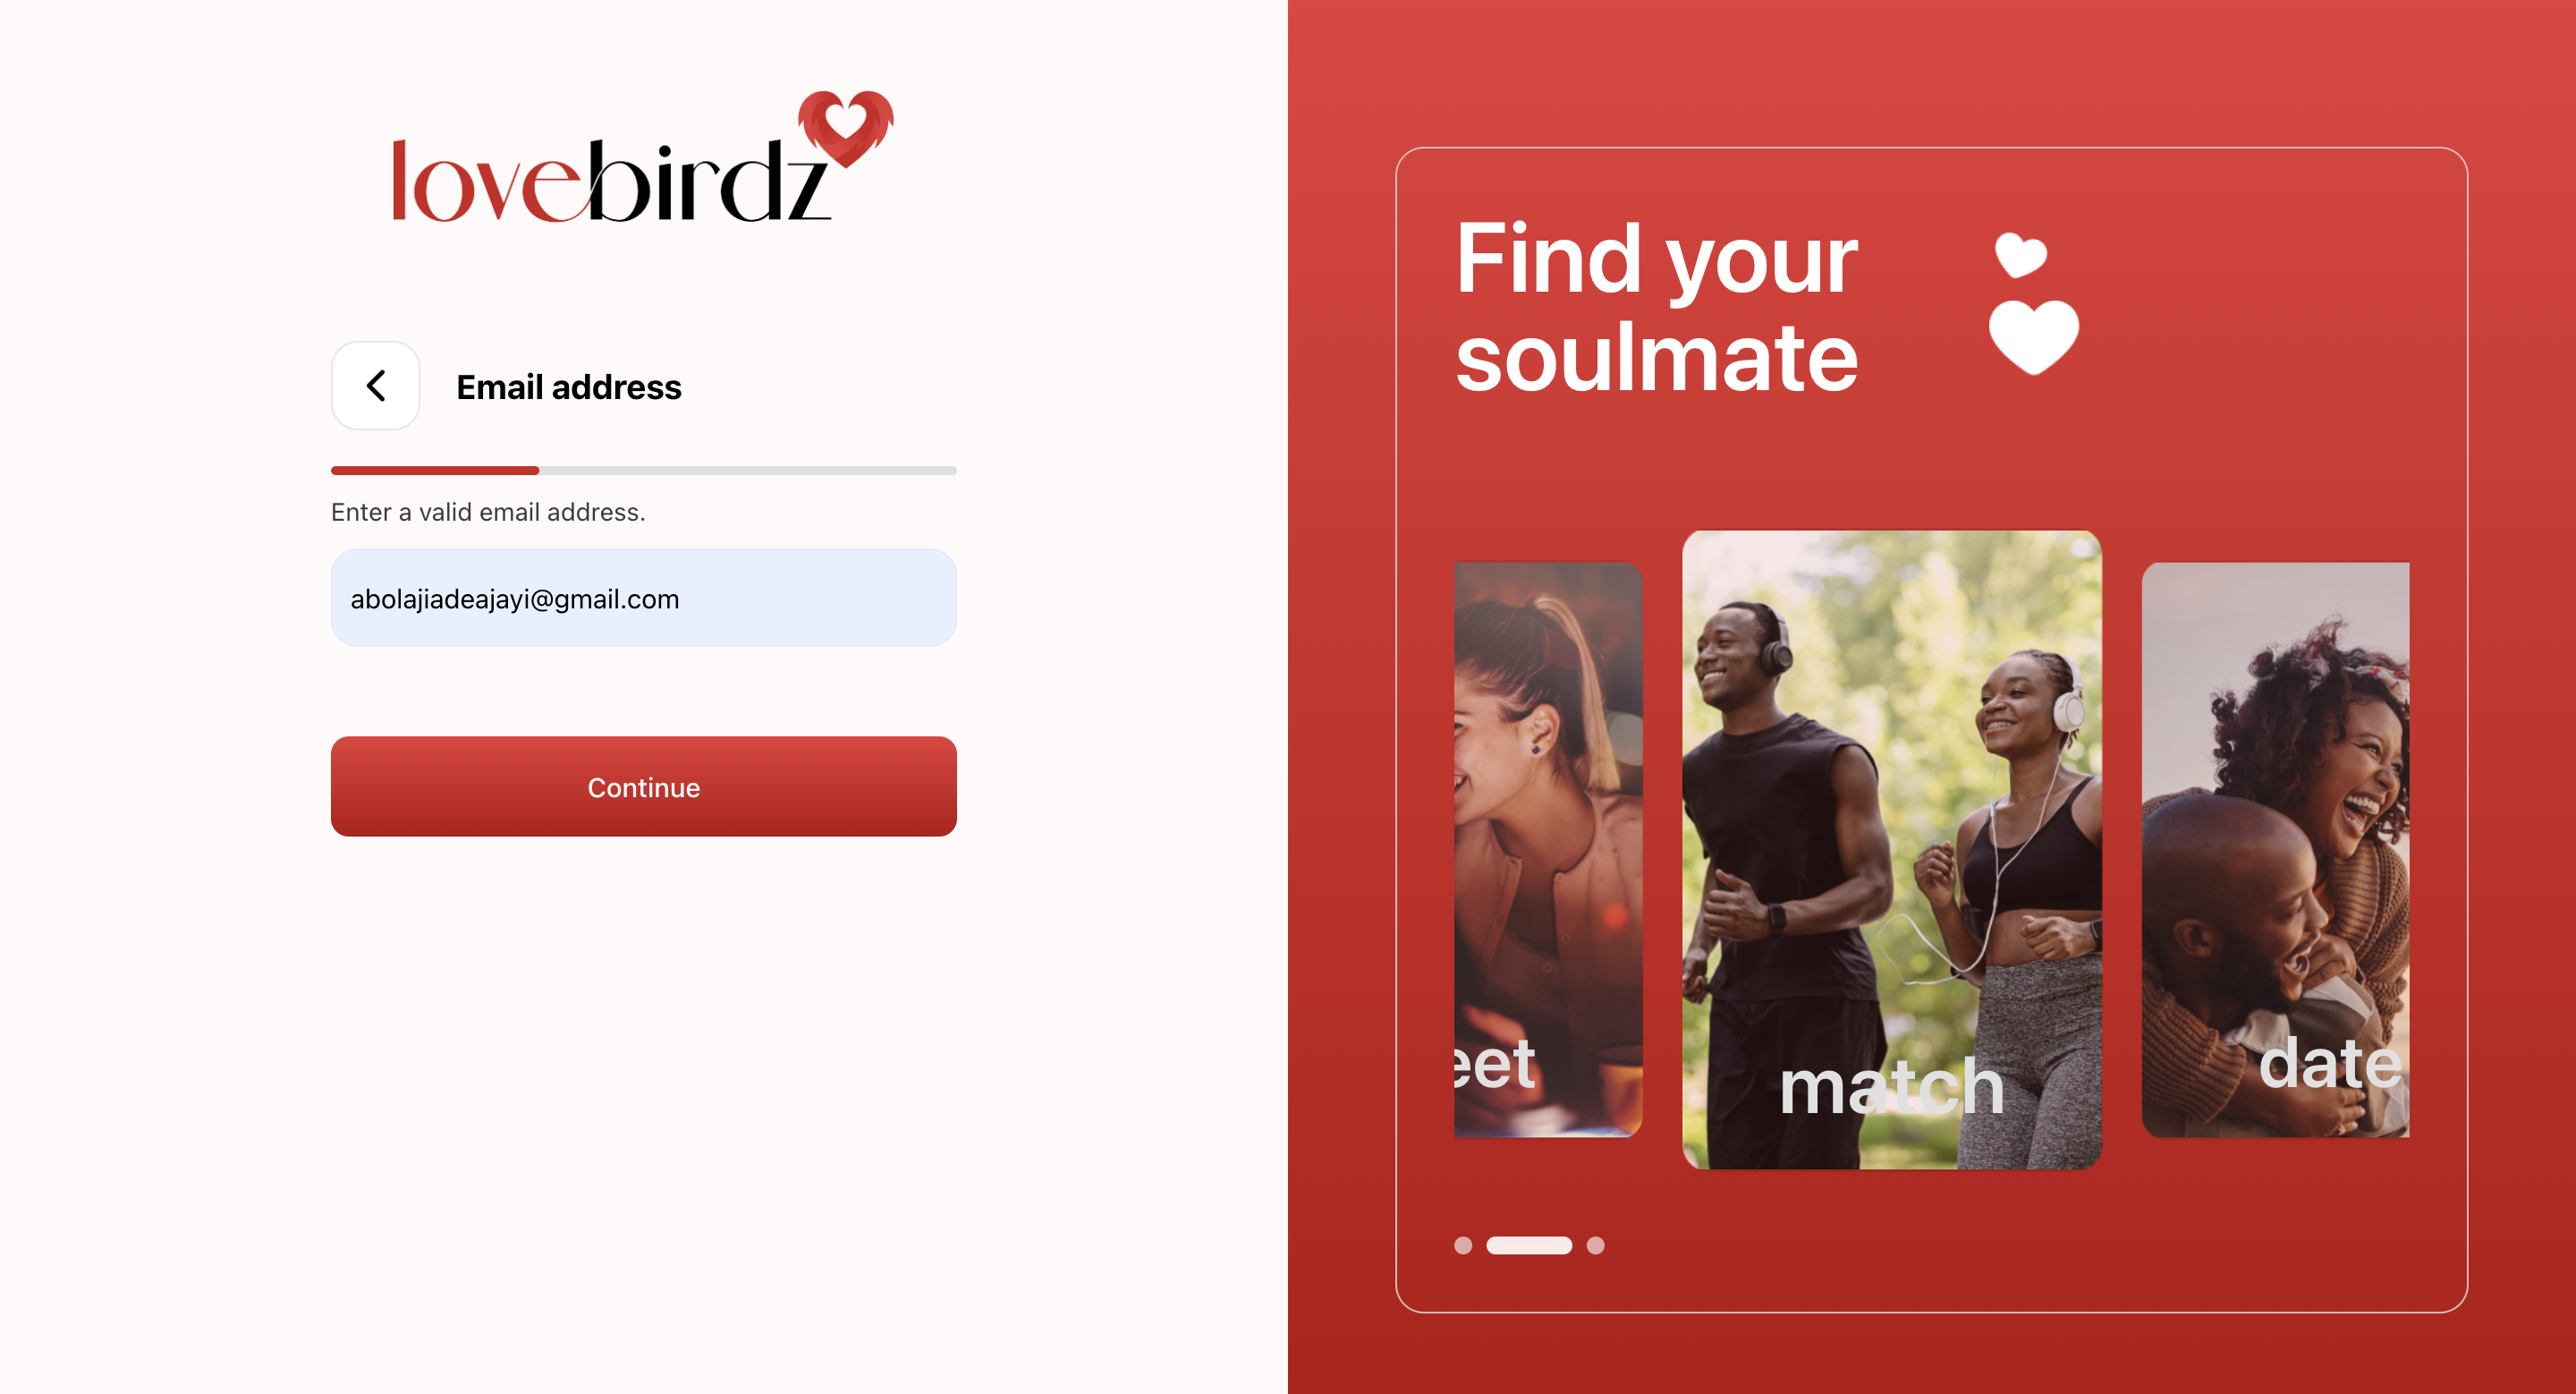 lovebirdz
Email address
Enter a valid email address.
abolajiadeajayi@gmail.com
Continue
Find your
soulmate
eet
match
date